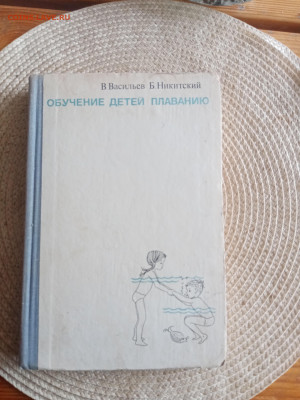 В. Васильев Б. Никитский
ОБУЧЕНИЕ ДЕТЕЙ ПЛАВАНИЮ